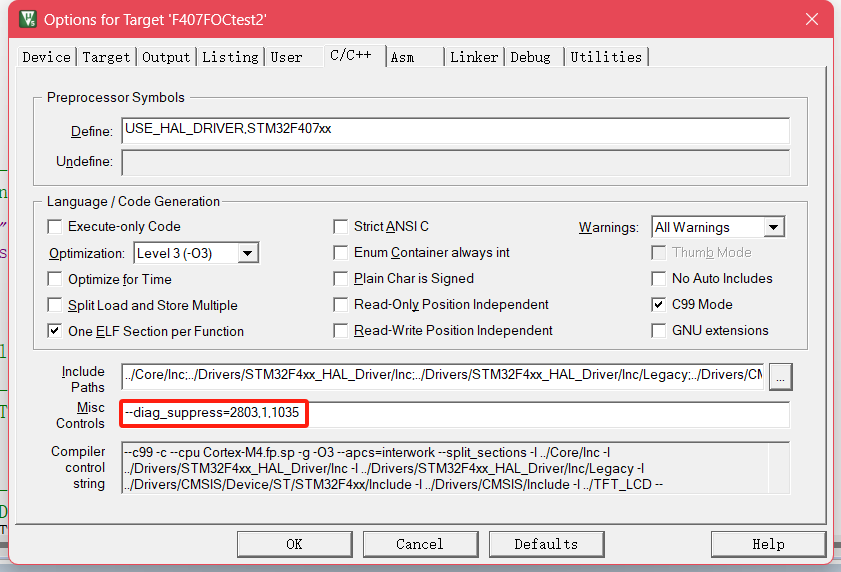 Options for Target 'F407FOCtest2'
Device Target Output Listing User C/C++ Asm Linker Debug Utilities
Preprocessor Symbols
Define: USE_HAL_DRIVER,STM32F407xx
Undefine:
Language / Code Generation
Execute-only Code Strict ANSI C Warnings: All Warnings
Optimization: Level 3 (-O3) Enum Container always int Thumb Mode
Optimize for Time Plain Char is Signed No Auto Includes
Split Load and Store Multiple Read-Only Position Independent C99 Mode
One ELF Section per Function Read-Write Position Independent GNU extensions
Include Paths ../Core/Inc;../Drivers/STM32F4xx_HAL_Driver/Inc;../Drivers/STM32F4xx_HAL_Driver/Inc/Legacy;../Drivers/CM ...
Misc Controls --diag_suppress=2803,1,1035
Compiler control string --c99 -c --cpu Cortex-M4.fp.sp -g -O3 --apcs=interwork --split_sections -I ../Core/Inc -I
../Drivers/STM32F4xx_HAL_Driver/Inc -I ../Drivers/STM32F4xx_HAL_Driver/Inc/Legacy -I
../Drivers/CMSIS/Device/ST/STM32F4xx/Include -I ../Drivers/CMSIS/Include -I ../TFT_LCD --
OK Cancel Defaults Help